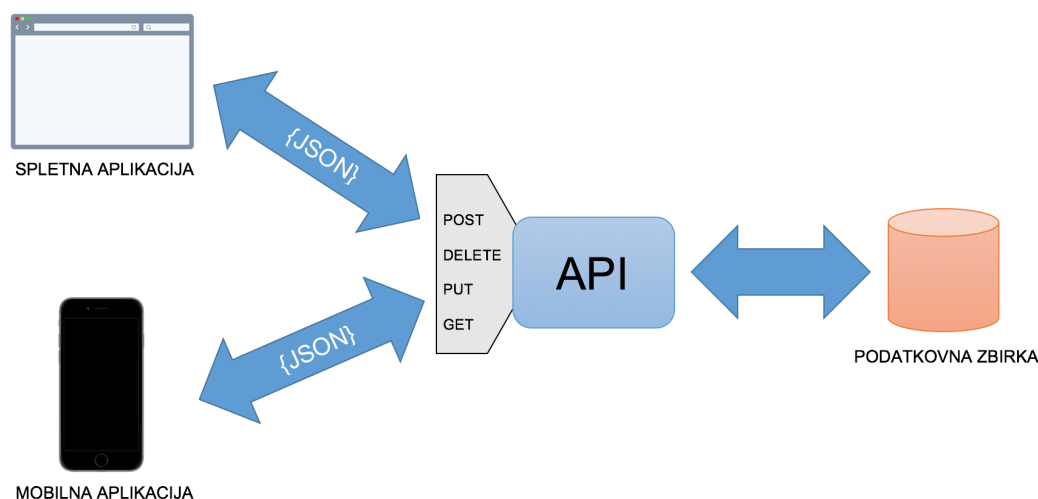 SPLETNA APLIKACIJA
{JSON}
POST
DELETE
PUT
GET
API
{JSON}
PODATKOVNA ZBIRKA
MOBILNA APLIKACIJA